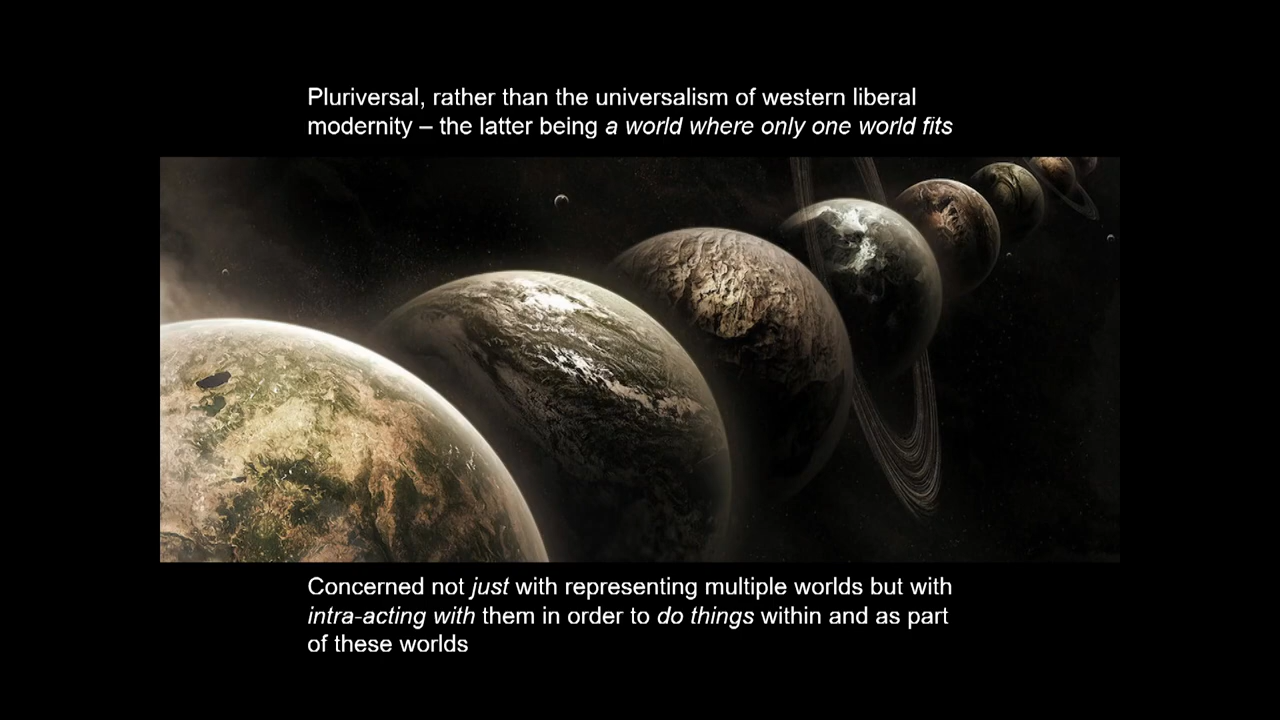 Pluriversal, rather than the universalism of western liberal
modernity – the latter being a world where only one world fits
Concerned not just with representing multiple worlds but with
intra-acting with them in order to do things within and as part
of these worlds